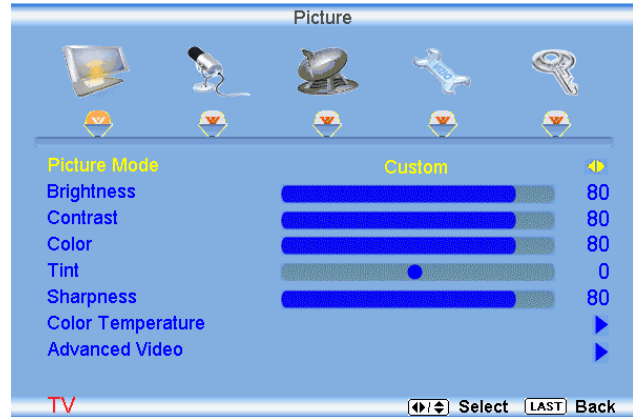 Picture
VIZIO
Picture Mode Custom
Brightness 80
Contrast 80
Color 80
Tint 0
Sharpness 80
Color Temperature
Advanced Video
TV Select LAST Back